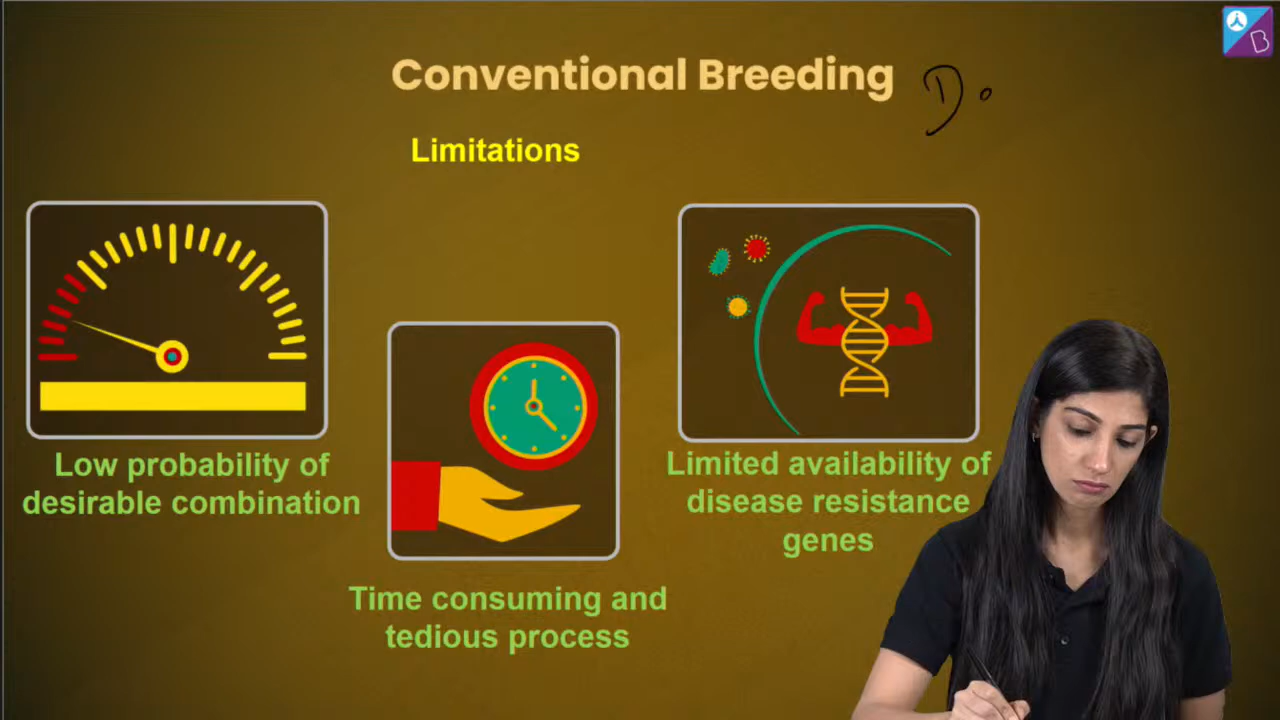 Conventional Breeding
Limitations
Low probability of
desirable combination
Time consuming and
tedious process
Limited availability of
disease resistance
genes